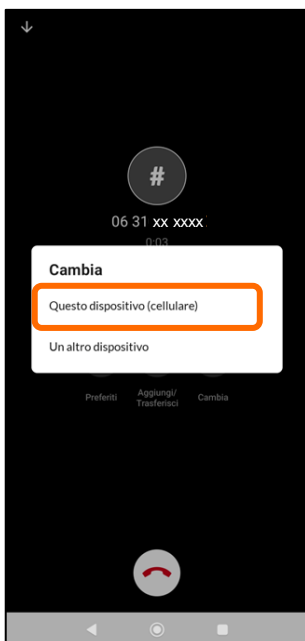 #
06 31 xx xxxx
0:03
Cambia
Questo dispositivo (cellulare)
Un altro dispositivo
Preferiti
Aggiungi/
Trasferisci
Cambia